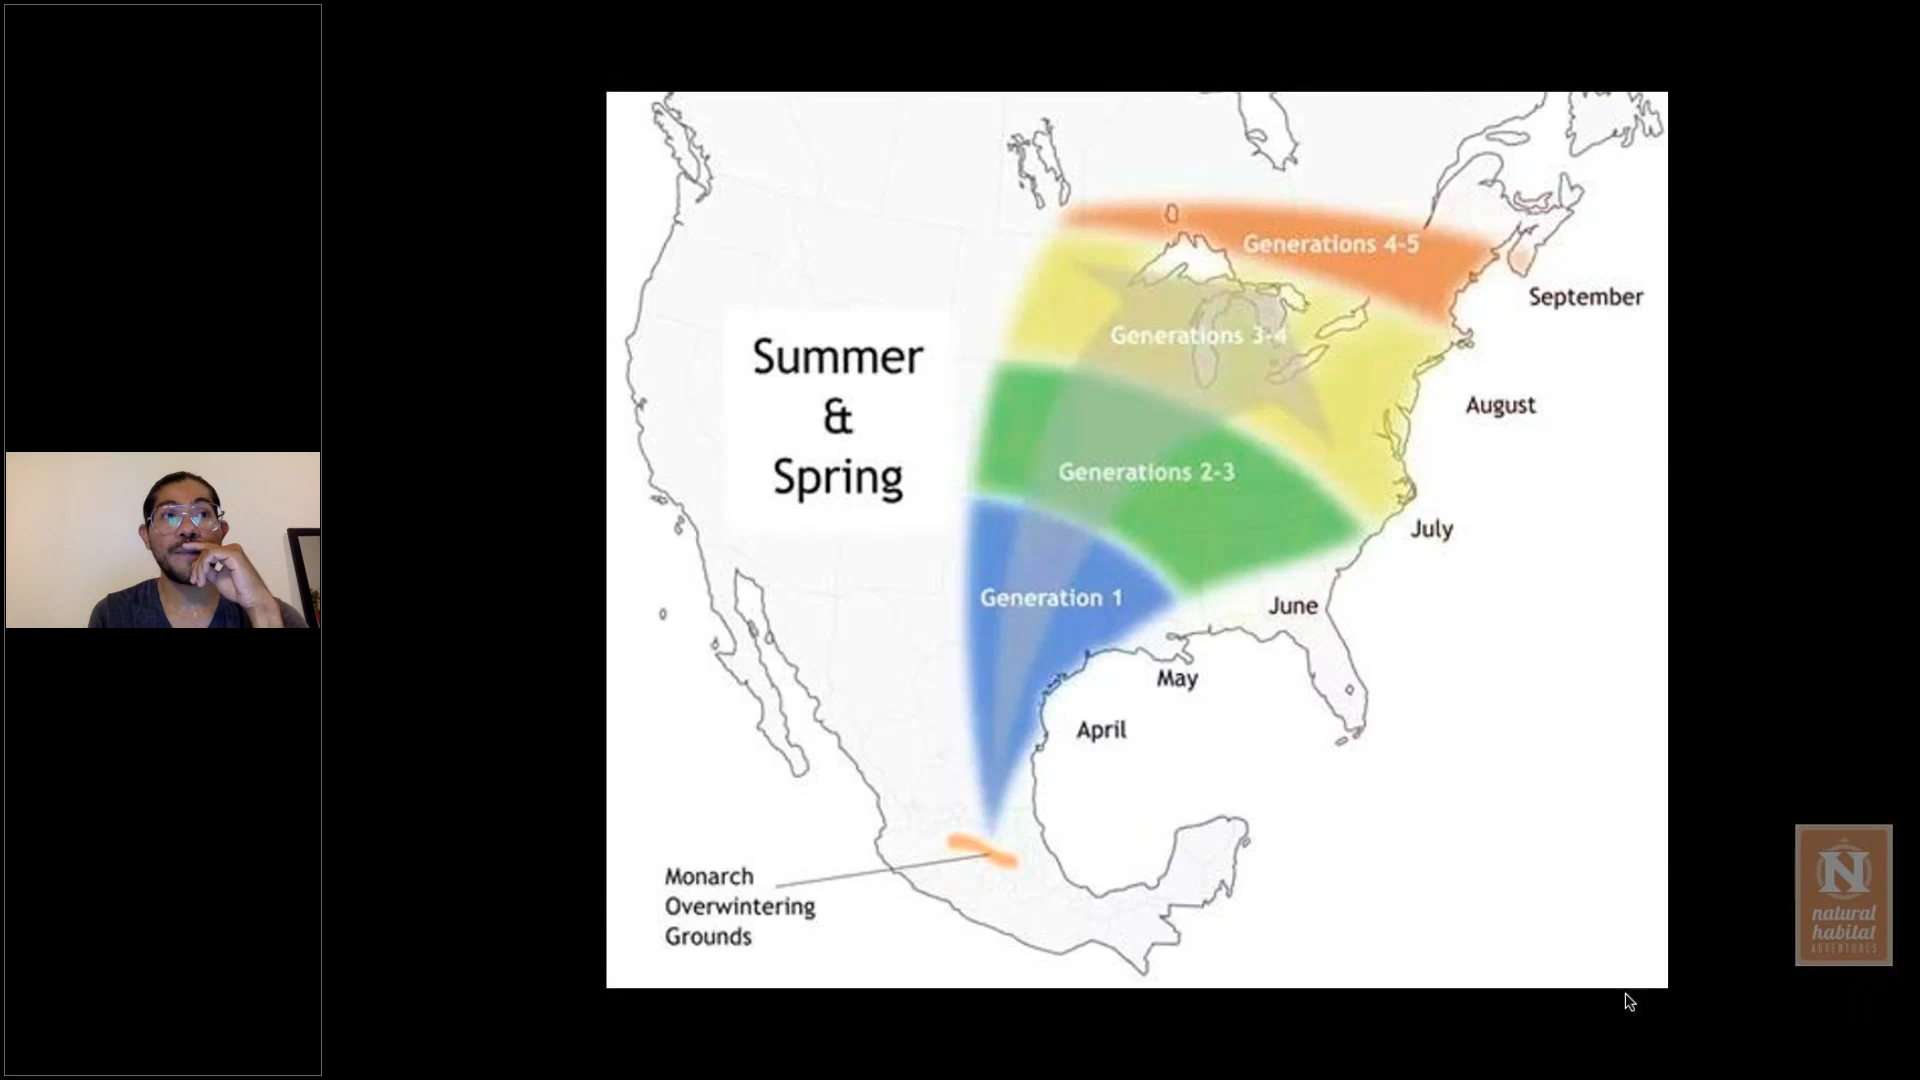 Generations 4-5
September
Generations 3-4
Summer
&
Spring
August
Generations 2-3
July
Generation 1
June
May
April
Monarch
Overwintering
Grounds
N
natural
habitat
ADVENTURES